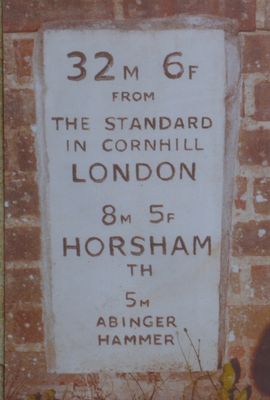 32M 6F
FROM
THE STANDARD
IN CORNHILL
LONDON
8M 5F
HORSHAM
TH
5M
ABINGER
HAMMER